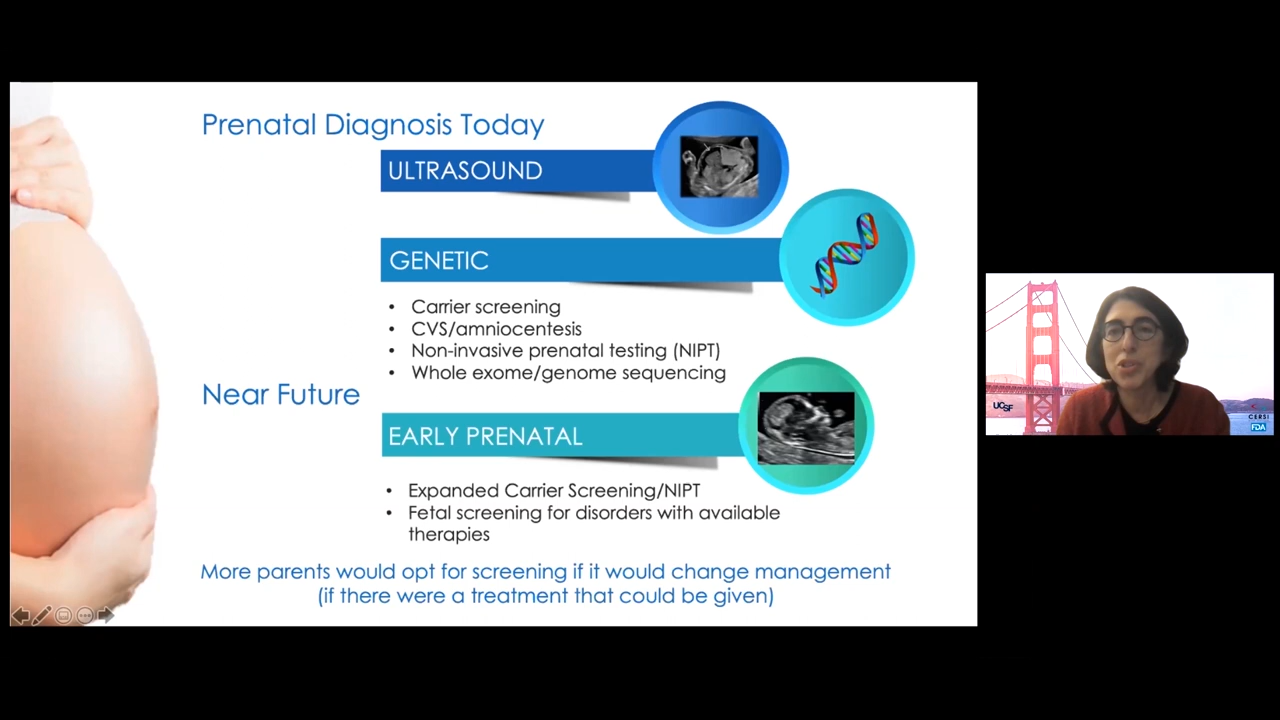 Prenatal Diagnosis Today
ULTRASOUND
GENETIC
• Carrier screening
• CVS/amniocentesis
• Non-invasive prenatal testing (NIPT)
• Whole exome/genome sequencing
Near Future
EARLY PRENATAL
• Expanded Carrier Screening/NIPT
• Fetal screening for disorders with available
therapies
More parents would opt for screening if it would change management
(if there were a treatment that could be given)
UCSF
CERSI
FDA